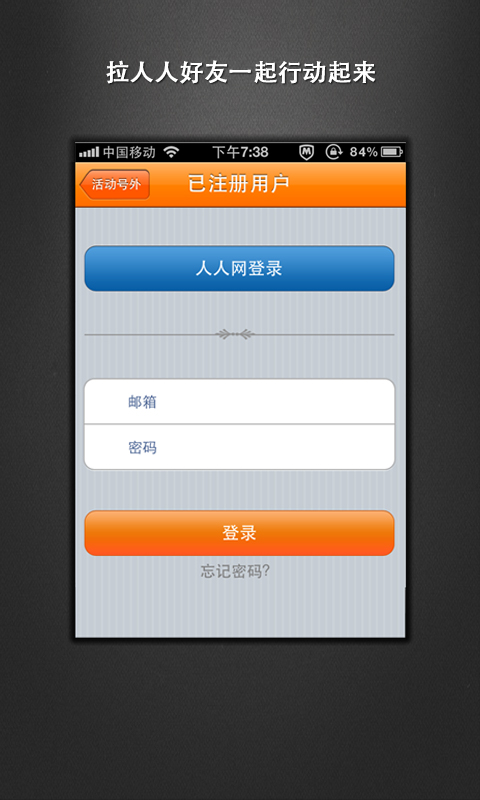 拉人人好友一起行动起来
中国移动 下午7:38 84%
活动号外 已注册用户
人人网登录
邮箱
密码
登录
忘记密码?